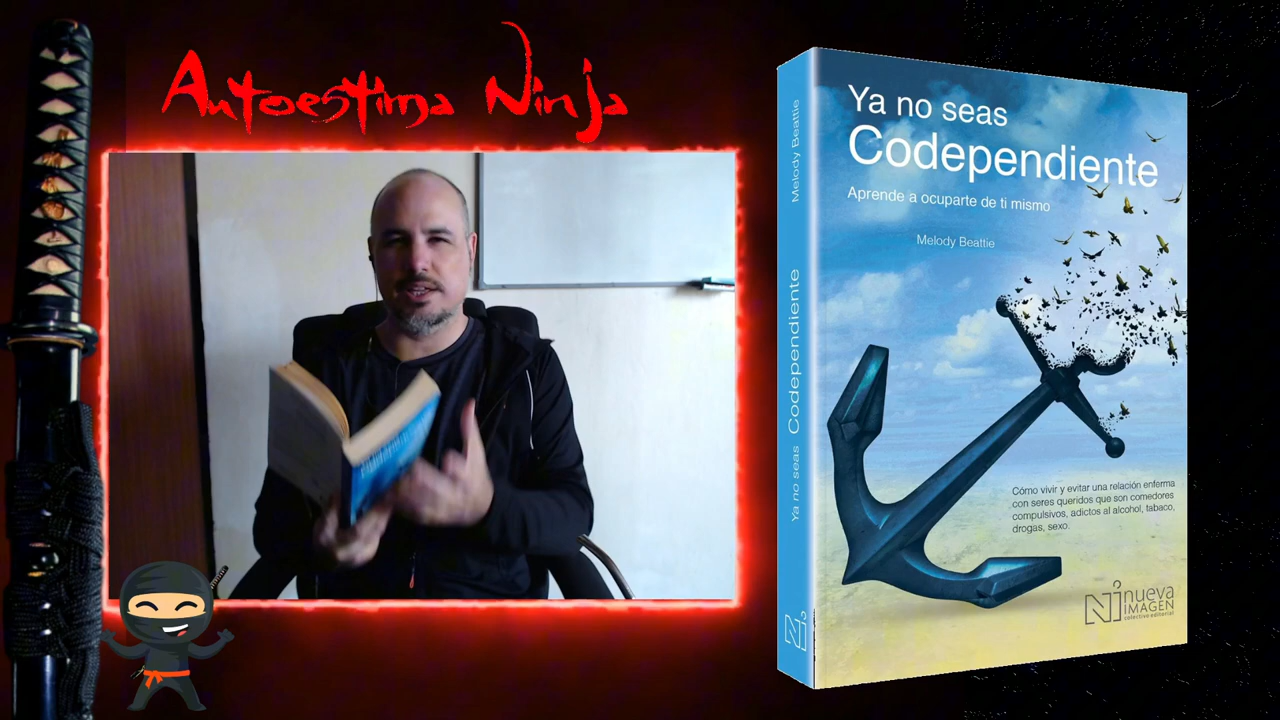 Autoestima Ninja
Ya no seas
Codependiente
Aprende a ocuparte de ti mismo
Melody Beattie
Cómo vivir y evitar una relación enferma
con seres queridos que son comedores
compulsivos, adictos al alcohol, tabaco,
drogas, sexo.
nueva
IMAGEN
colectivo editorial
Melody Beattie
Ya no seas Codependiente